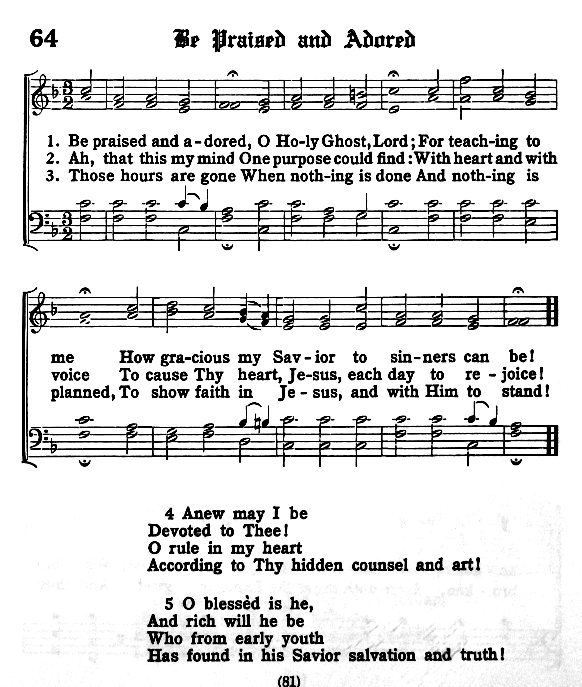 64 Be Praised and Adored
1. Be praised and a-dored, O Ho-ly Ghost, Lord; For teach-ing to
2. Ah, that this my mind One purpose could find: With heart and with
3. Those hours are gone When noth-ing is done And noth-ing is
me How gra-cious my Sav-ior to sin-ners can be!
voice To cause Thy heart, Je-sus, each day to re-joice!
planned, To show faith in Je-sus, and with Him to stand!
4 Anew may I be
Devoted to Thee!
O rule in my heart
According to Thy hidden counsel and art!
5 O blessèd is he,
And rich will he be
Who from early youth
Has found in his Savior salvation and truth!
(81)